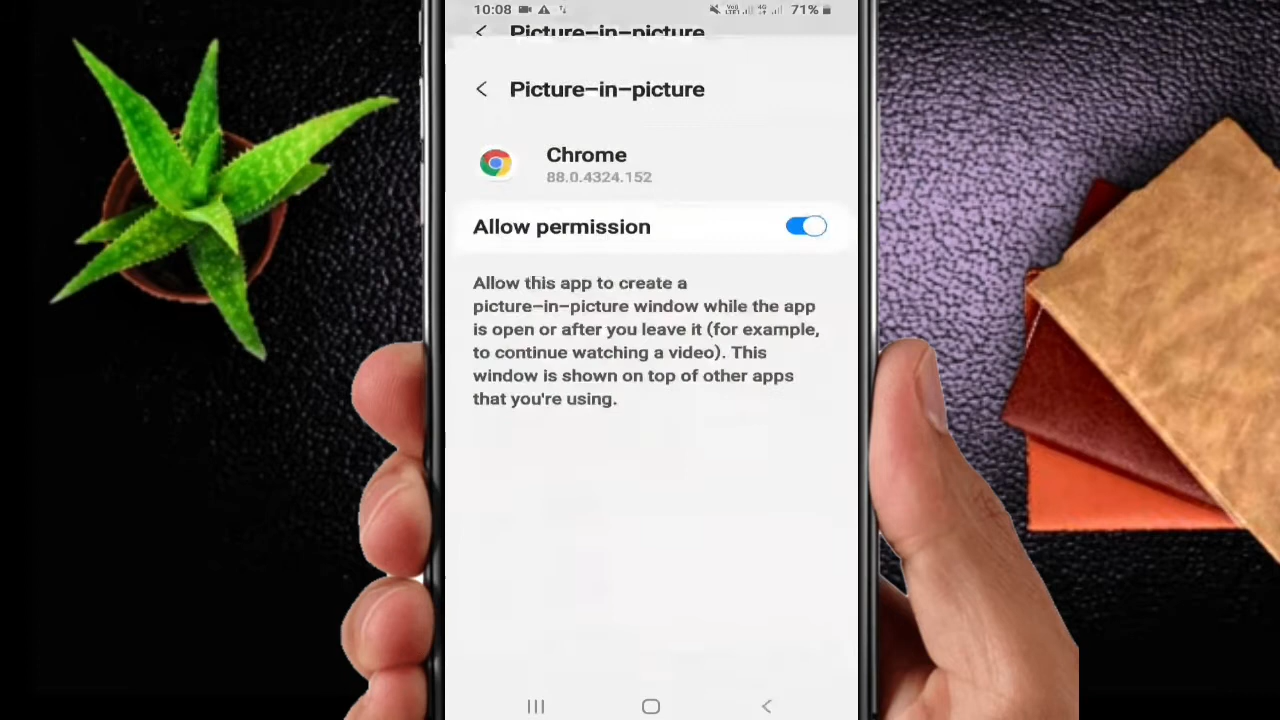 10:08
71%
Picture-in-picture
Picture-in-picture
Chrome
88.0.4324.152
Allow permission
Allow this app to create a
picture-in-picture window while the app
is open or after you leave it (for example,
to continue watching a video). This
window is shown on top of other apps
that you're using.